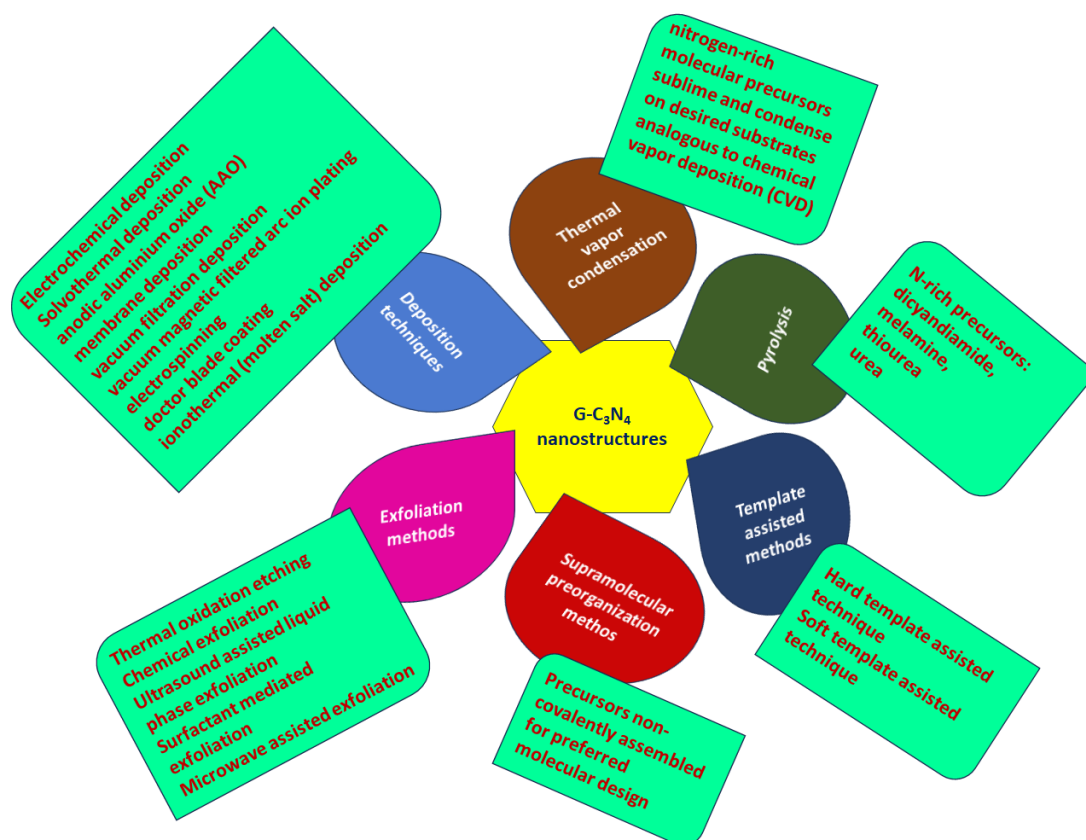 nitrogen-rich
molecular precursors
sublime and condense
on desired substrates
analogous to chemical
vapor deposition (CVD)
Thermal
vapor
condensation
Electrochemical deposition
Solvothermal deposition
anodic aluminium oxide (AAO)
membrane deposition
vacuum filtration deposition
vacuum magnetic filtered arc ion plating
electrospinning
doctor blade coating
ionothermal (molten salt) deposition
Deposition
techniques
Pyrolysis
N-rich precursors:
dicyandiamide,
melamine,
thiourea
urea
G-C₃N₄
nanostructures
Exfoliation
methods
Thermal oxidation etching
Chemical exfoliation
Ultrasound assisted liquid
phase exfoliation
Surfactant mediated
exfoliation
Microwave assisted exfoliation
Supramolecular
preorganization
methos
Precursors non-
covalently assembled
for preferred
molecular design
Template
assisted
methods
Hard template assisted
technique
Soft template assisted
technique